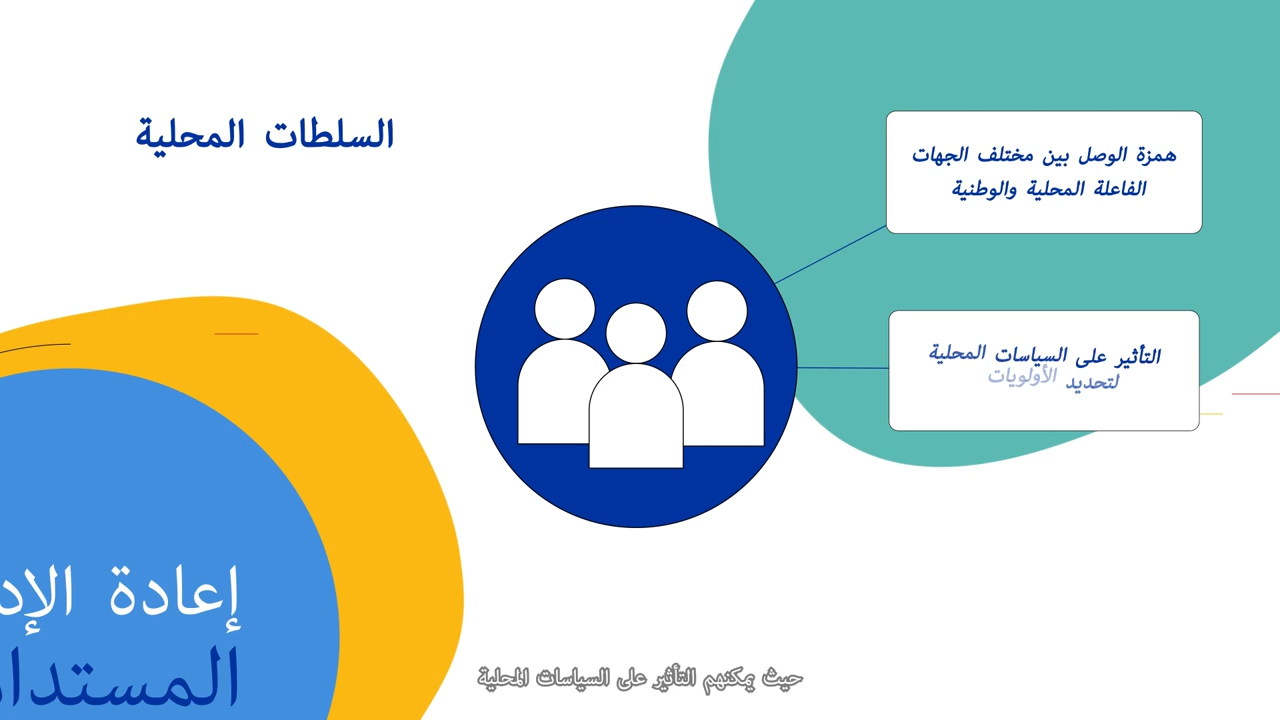 السلطات المحلية
همزة الوصل بين مختلف الجهات
الفاعلة المحلية والوطنية
التأثير على السياسات المحلية
لتحديد الأولويات
إعادة
المستدا
حيث يمكنهم التأثير على السياسات المحلية